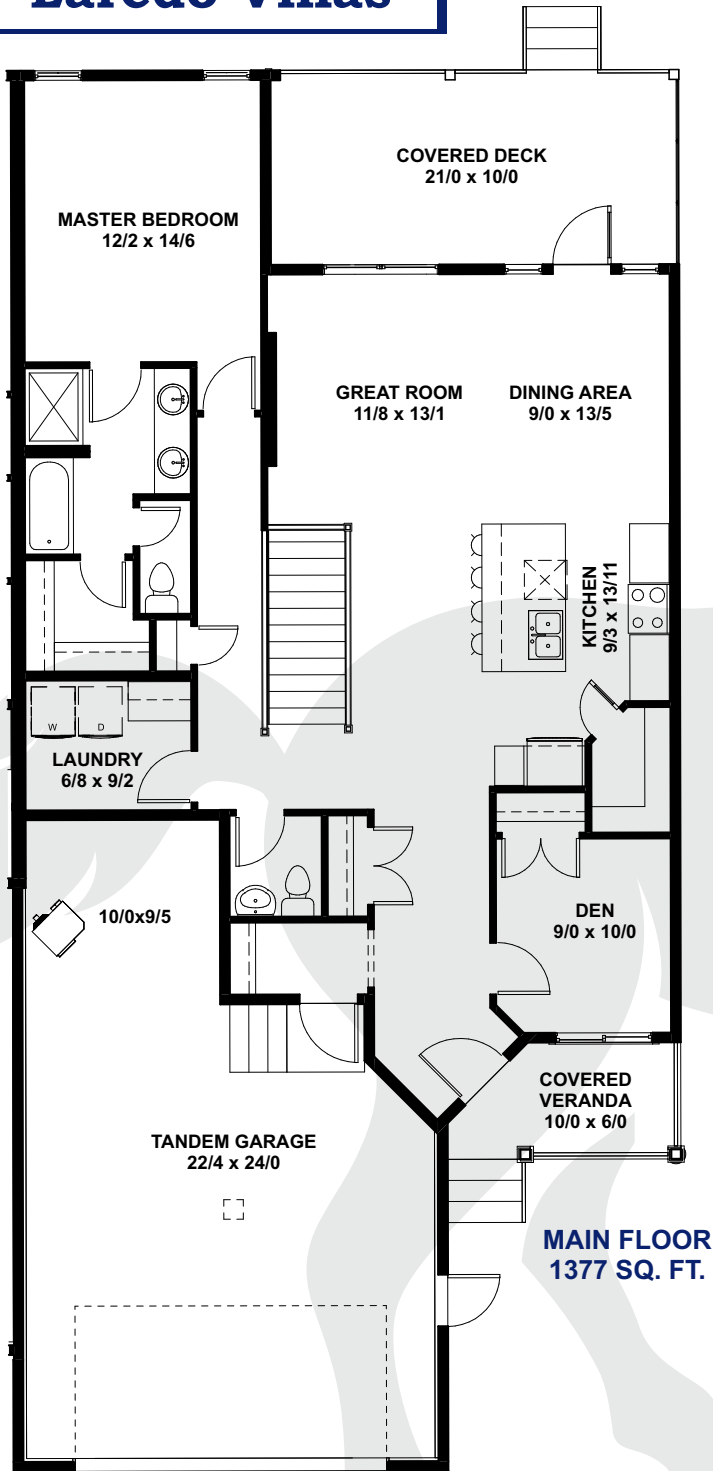 Laredo Villas
COVERED DECK
21/0 x 10/0
MASTER BEDROOM
12/2 x 14/6
GREAT ROOM
11/8 x 13/1
DINING AREA
9/0 x 13/5
KITCHEN
9/3 x 13/11
W
D
LAUNDRY
6/8 x 9/2
10/0x9/5
DEN
9/0 x 10/0
COVERED
VERANDA
10/0 x 6/0
TANDEM GARAGE
22/4 x 24/0
MAIN FLOOR
1377 SQ. FT.